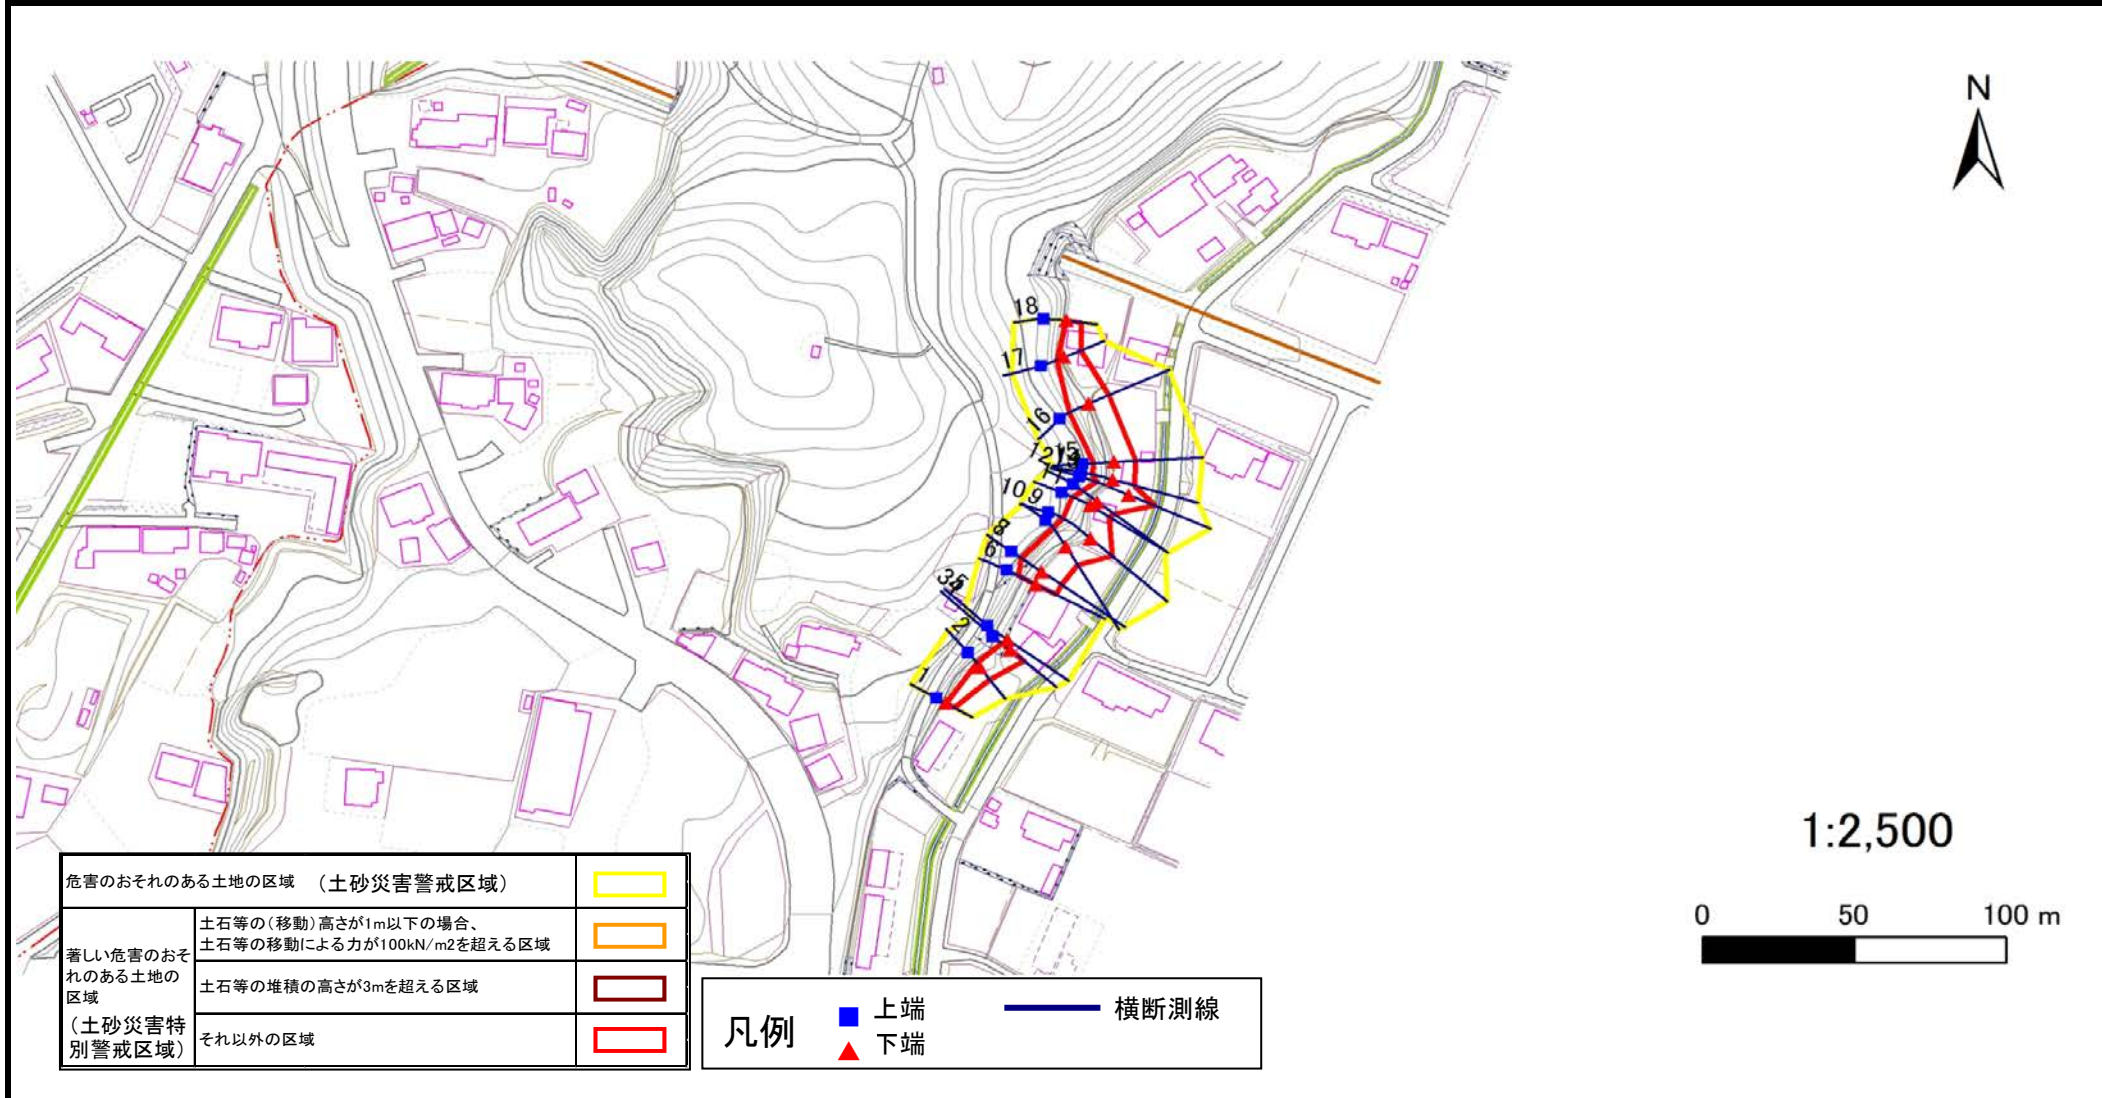 N
18
17
16
15
12
11
10 9
8
6
2
1
1:2,500
0 50 100 m
危害のおそれのある土地の区域 (土砂災害警戒区域)
著しい危害のおそ
れのある土地の
区域
(土砂災害特
別警戒区域)
土石等の(移動)高さが1m以下の場合、
土石等の移動による力が100kN/m2を超える区域
土石等の堆積の高さが3mを超える区域
それ以外の区域
凡例
上端
下端
横断測線